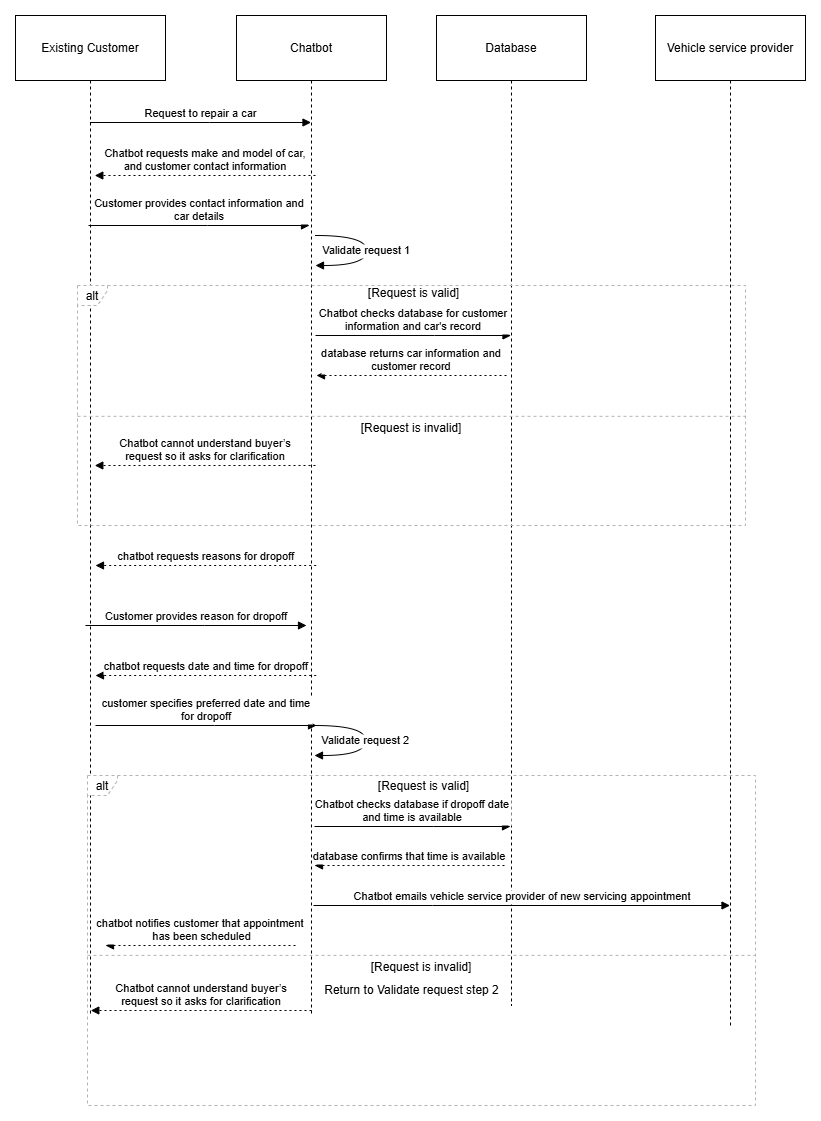 Existing Customer
Chatbot
Database
Vehicle service provider
Request to repair a car
Chatbot requests make and model of car,
and customer contact information
Customer provides contact information and
car details
Validate request 1
alt
[Request is valid]
Chatbot checks database for customer
information and car's record
database returns car information and
customer record
[Request is invalid]
Chatbot cannot understand buyer's
request so it asks for clarification
chatbot requests reasons for dropoff
Customer provides reason for dropoff
chatbot requests date and time for dropoff
customer specifies preferred date and time
for dropoff
Validate request 2
alt
[Request is valid]
Chatbot checks database if dropoff date
and time is available
database confirms that time is available
Chatbot emails vehicle service provider of new servicing appointment
chatbot notifies customer that appointment
has been scheduled
[Request is invalid]
Chatbot cannot understand buyer's
request so it asks for clarification
Return to Validate request step 2